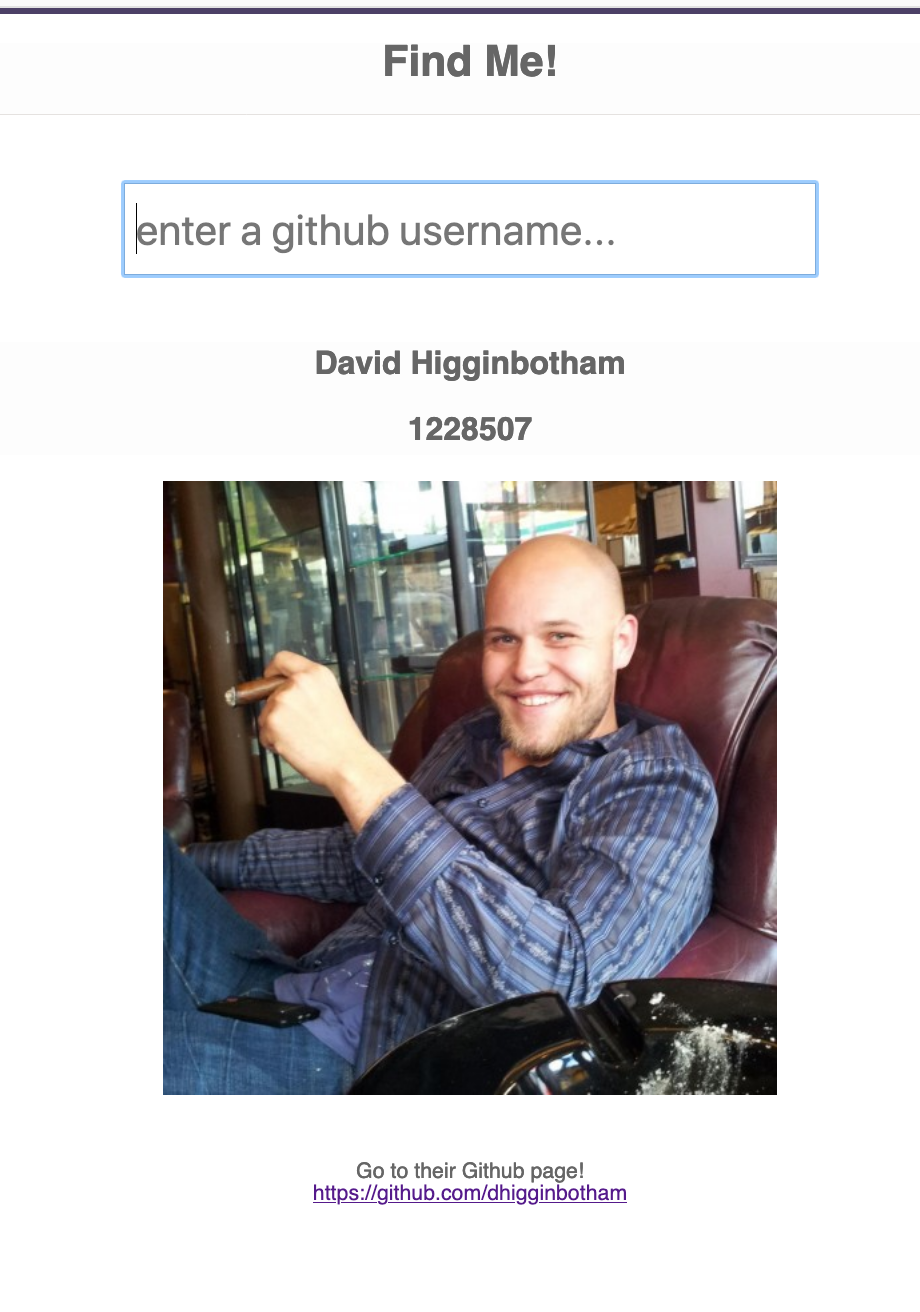 Find Me!
enter a github username...
David Higginbotham
1228507
Go to their Github page!
https://github.com/dhigginbotham